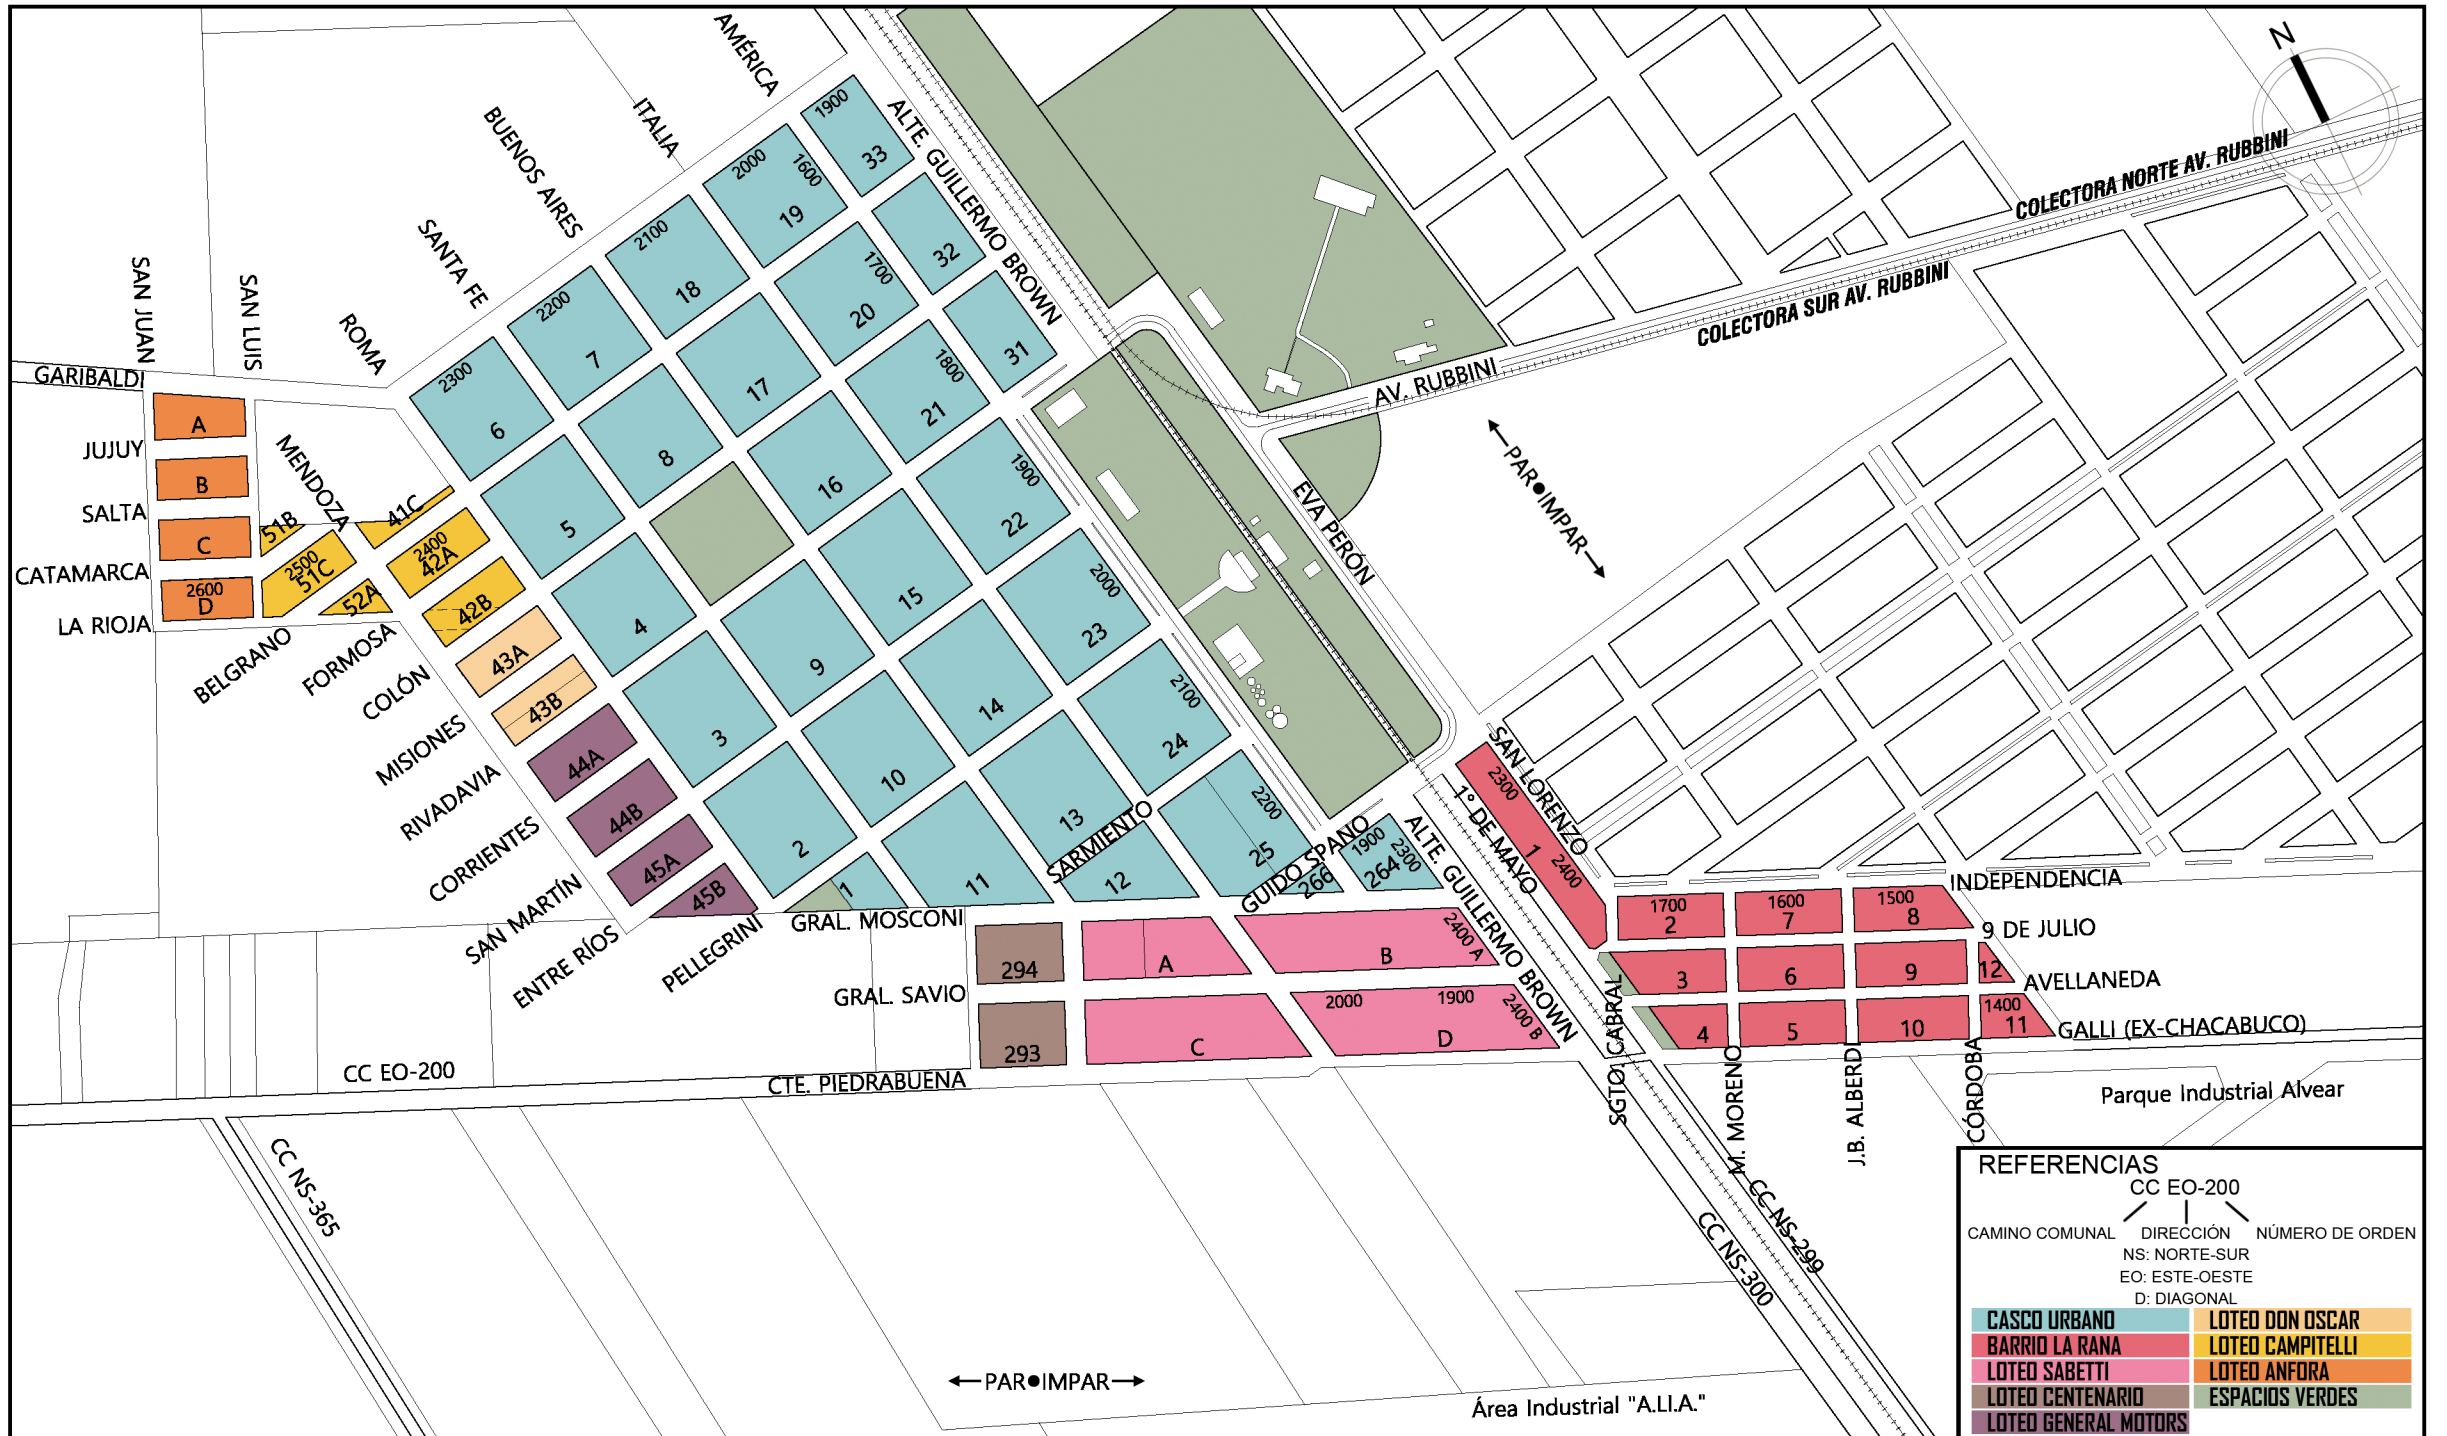 AMÉRICA
ITALIA
BUENOS AIRES
SANTA FE
ROMA
SAN LUIS
SAN JUAN
MENDOZA
GARIBALDI
JUJUY
SALTA
CATAMARCA
LA RIOJA
BELGRANO
FORMOSA
COLÓN
MISIONES
RIVADAVIA
CORRIENTES
SAN MARTÍN
ENTRE RÍOS
PELLEGRINI
A
B
C
2600
D
51B
2500
51C
52A
41C
2400
42A
42B
43A
43B
44A
44B
45A
45B
1900
33
2000
1600
19
2100
18
2200
7
2300
6
32
1700
20
17
8
5
31
1800
21
16
4
1900
22
15
9
3
2000
23
14
10
2
2100
24
13
11
1
2200
25
12
266
1900
2300
264
ALTE. GUILLERMO BROWN
SARMIENTO
GUIDO SPANO
ALTE. GUILLERMO BROWN
1° DE MAYO
SAN LORENZO
EVA PERÓN
AV. RUBBINI
COLECTORA NORTE AV. RUBBINI
COLECTORA SUR AV. RUBBINI
N
PAR IMPAR
GRAL. MOSCONI
GRAL. SAVIO
CTE. PIEDRABUENA
CC EO-200
CC NS-365
294
293
A
B
2400 A
C
2000
1900
D
2400 B
2300
1
2400
1700
2
1600
7
1500
8
3
6
9
12
4
5
10
1400
11
INDEPENDENCIA
9 DE JULIO
AVELLANEDA
GALLI (EX-CHACABUCO)
SGTO. CABRAL
M. MORENO
J.B. ALBERDI
CÓRDOBA
CC NS-299
CC NS-300
Parque Industrial Alvear
Área Industrial "A.LI.A."
PAR IMPAR
REFERENCIAS
CC EO-200
CAMINO COMUNAL DIRECCIÓN NÚMERO DE ORDEN
NS: NORTE-SUR
EO: ESTE-OESTE
D: DIAGONAL
CASCO URBANO
BARRIO LA RANA
LOTEO SABETTI
LOTEO CENTENARIO
LOTEO GENERAL MOTORS
LOTEO DON OSCAR
LOTEO CAMPITELLI
LOTEO ANFORA
ESPACIOS VERDES